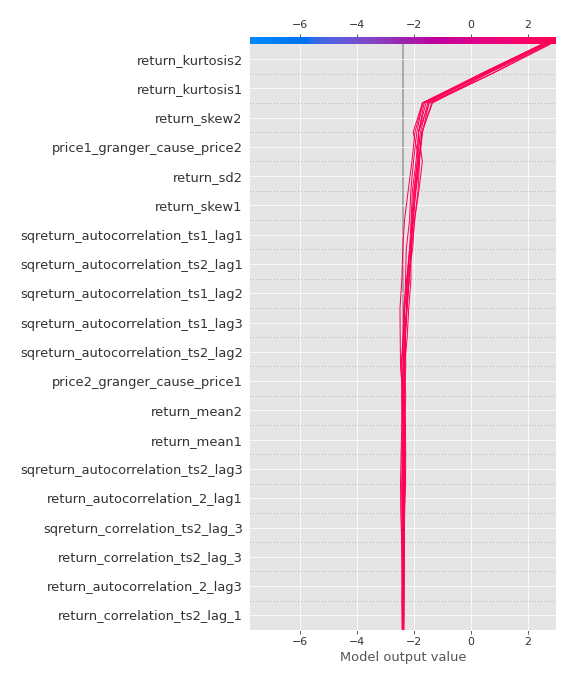 −6 −4 −2 0 2
return_kurtosis2
return_kurtosis1
return_skew2
price1_granger_cause_price2
return_sd2
return_skew1
sqreturn_autocorrelation_ts1_lag1
sqreturn_autocorrelation_ts2_lag1
sqreturn_autocorrelation_ts1_lag2
sqreturn_autocorrelation_ts1_lag3
sqreturn_autocorrelation_ts2_lag2
price2_granger_cause_price1
return_mean2
return_mean1
sqreturn_autocorrelation_ts2_lag3
return_autocorrelation_2_lag1
sqreturn_correlation_ts2_lag_3
return_correlation_ts2_lag_3
return_autocorrelation_2_lag3
return_correlation_ts2_lag_1
−6 −4 −2 0 2
Model output value